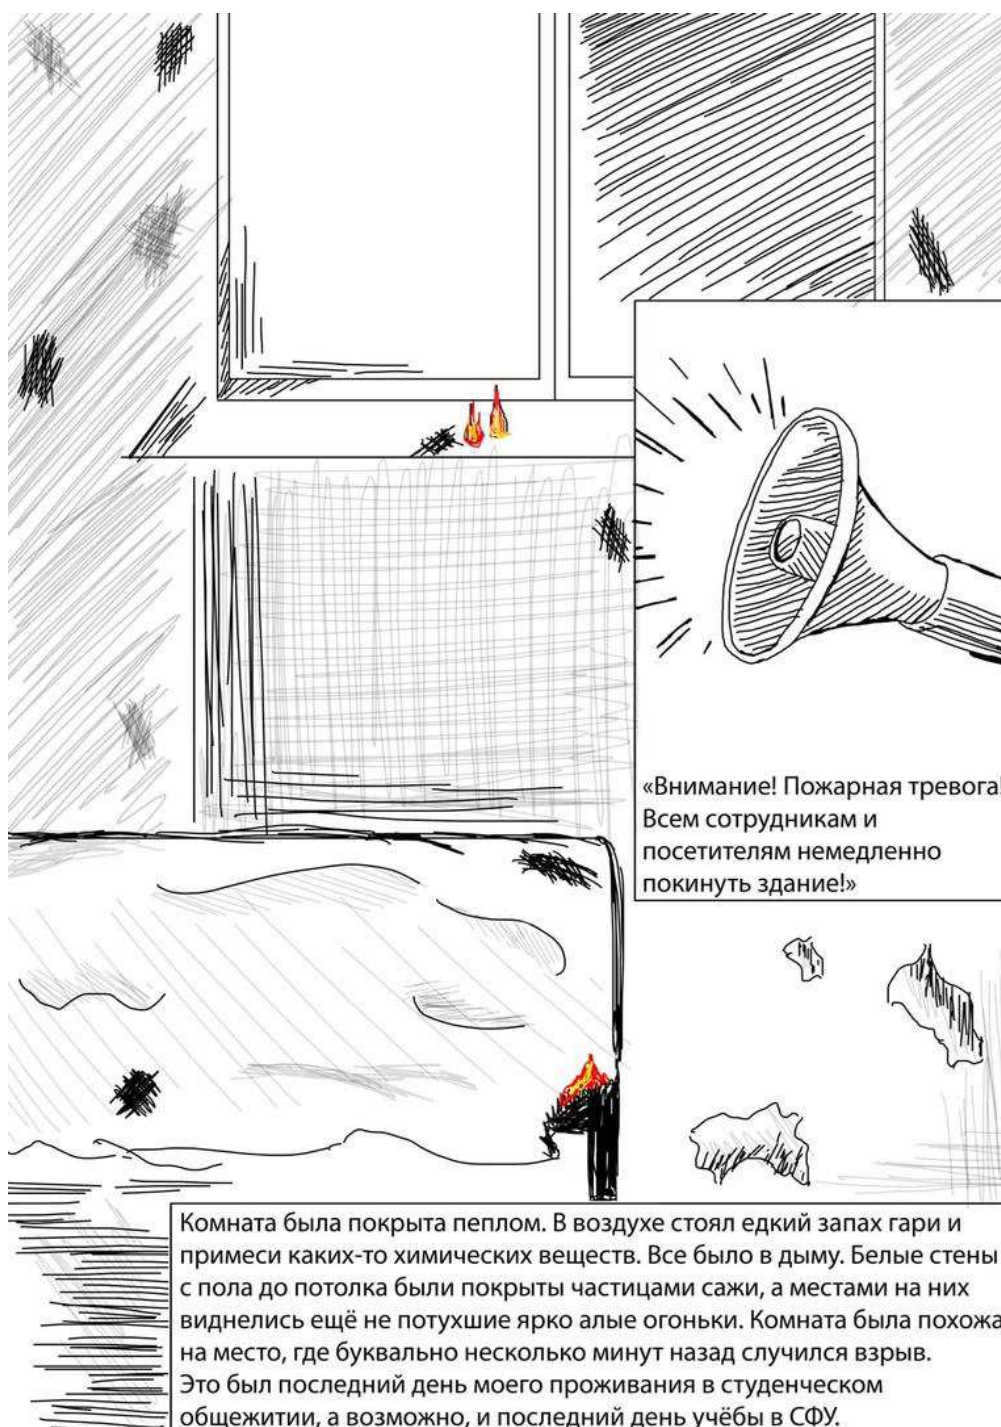 «Внимание! Пожарная тревога!
Всем сотрудникам и
посетителям немедленно
покинуть здание!»
Комната была покрыта пеплом. В воздухе стоял едкий запах гари и
примеси каких-то химических веществ. Все было в дыму. Белые стены
с пола до потолка были покрыты частицами сажи, а местами на них
виднелись ещё не потухшие ярко алые огоньки. Комната была похожа
на место, где буквально несколько минут назад случился взрыв.
Это был последний день моего проживания в студенческом
общежитии, а возможно, и последний день учёбы в СФУ.